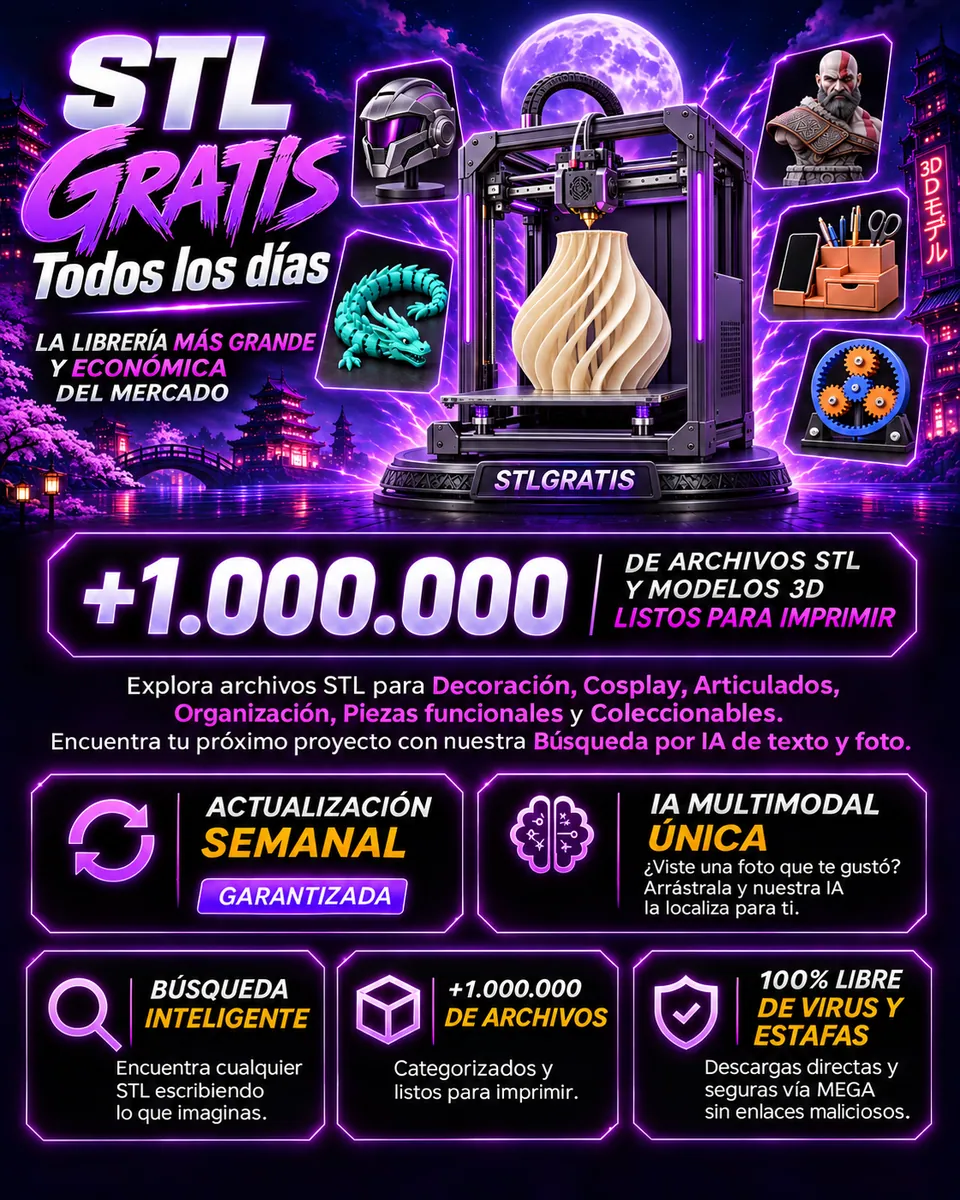 STL
GRATIS
Todos los días
LA LIBRERÍA MÁS GRANDE
Y ECONÓMICA
DEL MERCADO
3Dモデル
STLGRATIS
+1.000.000
DE ARCHIVOS STL
Y MODELOS 3D
LISTOS PARA IMPRIMIR
Explora archivos STL para Decoración, Cosplay, Articulados,
Organización, Piezas funcionales y Coleccionables.
Encuentra tu próximo proyecto con nuestra Búsqueda por IA de texto y foto.
ACTUALIZACIÓN
SEMANAL
GARANTIZADA
IA MULTIMODAL
ÚNICA
¿Viste una foto que te gustó?
Arrástrala y nuestra IA
la localiza para ti.
BÚSQUEDA
INTELIGENTE
Encuentra cualquier
STL escribiendo
lo que imaginas.
+1.000.000
DE ARCHIVOS
Categorizados y
listos para imprimir.
100% LIBRE
DE VIRUS Y
ESTAFAS
Descargas directas y
seguras vía MEGA
sin enlaces maliciosos.